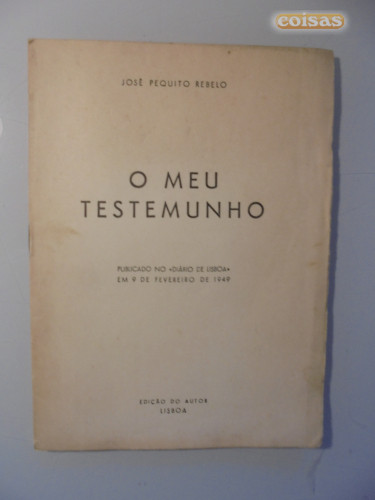 coisas
JOSÉ PEQUITO REBELO
O MEU
TESTEMUNHO
PUBLICADO NO «DIÁRIO DE LISBOA»
EM 9 DE FEVEREIRO DE 1949
EDIÇÃO DO AUTOR
LISBOA